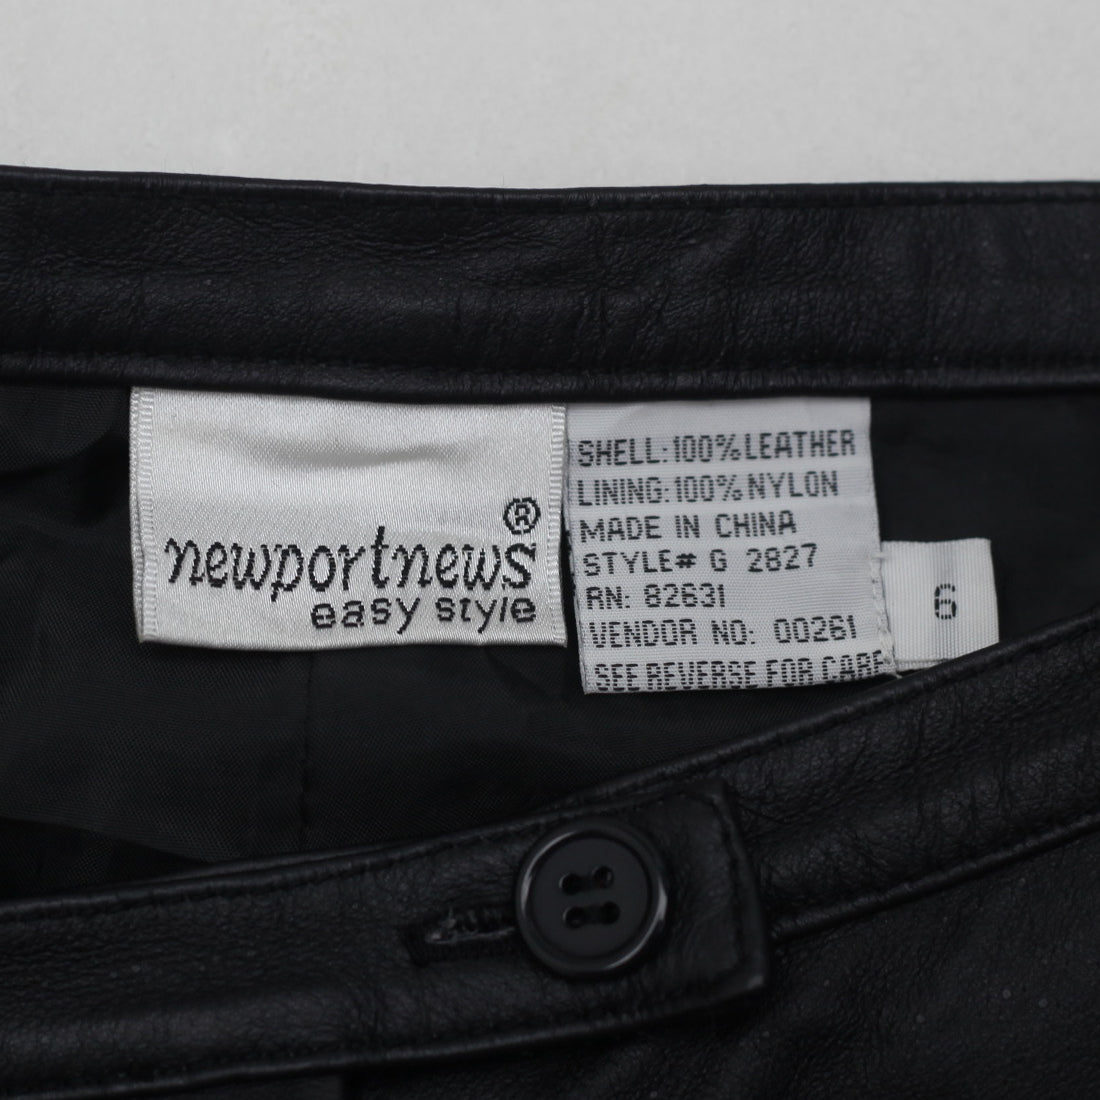 newportnews®
easy style
SHELL: 100% LEATHER
LINING: 100% NYLON
MADE IN CHINA
STYLE# G 2827
RN: 82631
VENDOR NO: 00261
SEE REVERSE FOR CARE
6